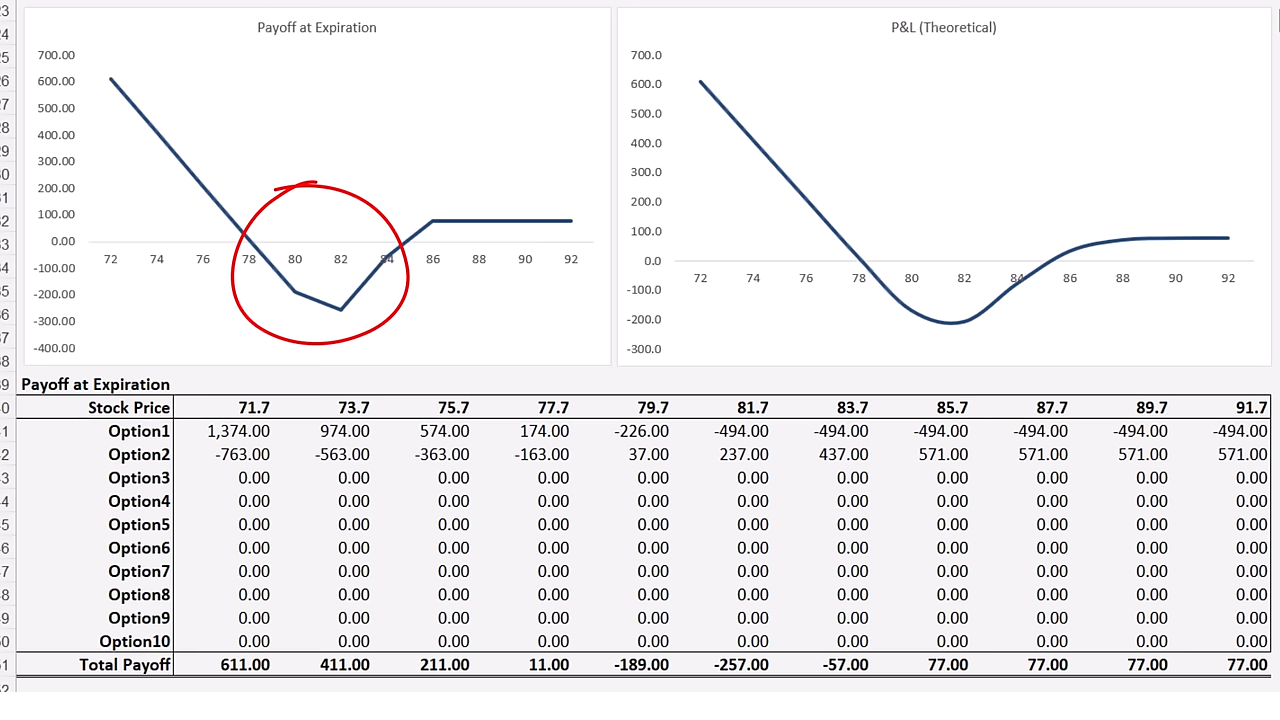 Payoff at Expiration
700.00
600.00
500.00
400.00
300.00
200.00
100.00
0.00
-100.00
-200.00
-300.00
-400.00
72 74 76 78 80 82 84 86 88 90 92
P&L (Theoretical)
700.0
600.0
500.0
400.0
300.0
200.0
100.0
0.0
-100.0
-200.0
-300.0
72 74 76 78 80 82 84 86 88 90 92
Payoff at Expiration
Stock Price 71.7 73.7 75.7 77.7 79.7 81.7 83.7 85.7 87.7 89.7 91.7
Option1 1,374.00 974.00 574.00 174.00 -226.00 -494.00 -494.00 -494.00 -494.00 -494.00 -494.00
Option2 -763.00 -563.00 -363.00 -163.00 37.00 237.00 437.00 571.00 571.00 571.00 571.00
Option3 0.00 0.00 0.00 0.00 0.00 0.00 0.00 0.00 0.00 0.00 0.00
Option4 0.00 0.00 0.00 0.00 0.00 0.00 0.00 0.00 0.00 0.00 0.00
Option5 0.00 0.00 0.00 0.00 0.00 0.00 0.00 0.00 0.00 0.00 0.00
Option6 0.00 0.00 0.00 0.00 0.00 0.00 0.00 0.00 0.00 0.00 0.00
Option7 0.00 0.00 0.00 0.00 0.00 0.00 0.00 0.00 0.00 0.00 0.00
Option8 0.00 0.00 0.00 0.00 0.00 0.00 0.00 0.00 0.00 0.00 0.00
Option9 0.00 0.00 0.00 0.00 0.00 0.00 0.00 0.00 0.00 0.00 0.00
Option10 0.00 0.00 0.00 0.00 0.00 0.00 0.00 0.00 0.00 0.00 0.00
Total Payoff 611.00 411.00 211.00 11.00 -189.00 -257.00 -57.00 77.00 77.00 77.00 77.00